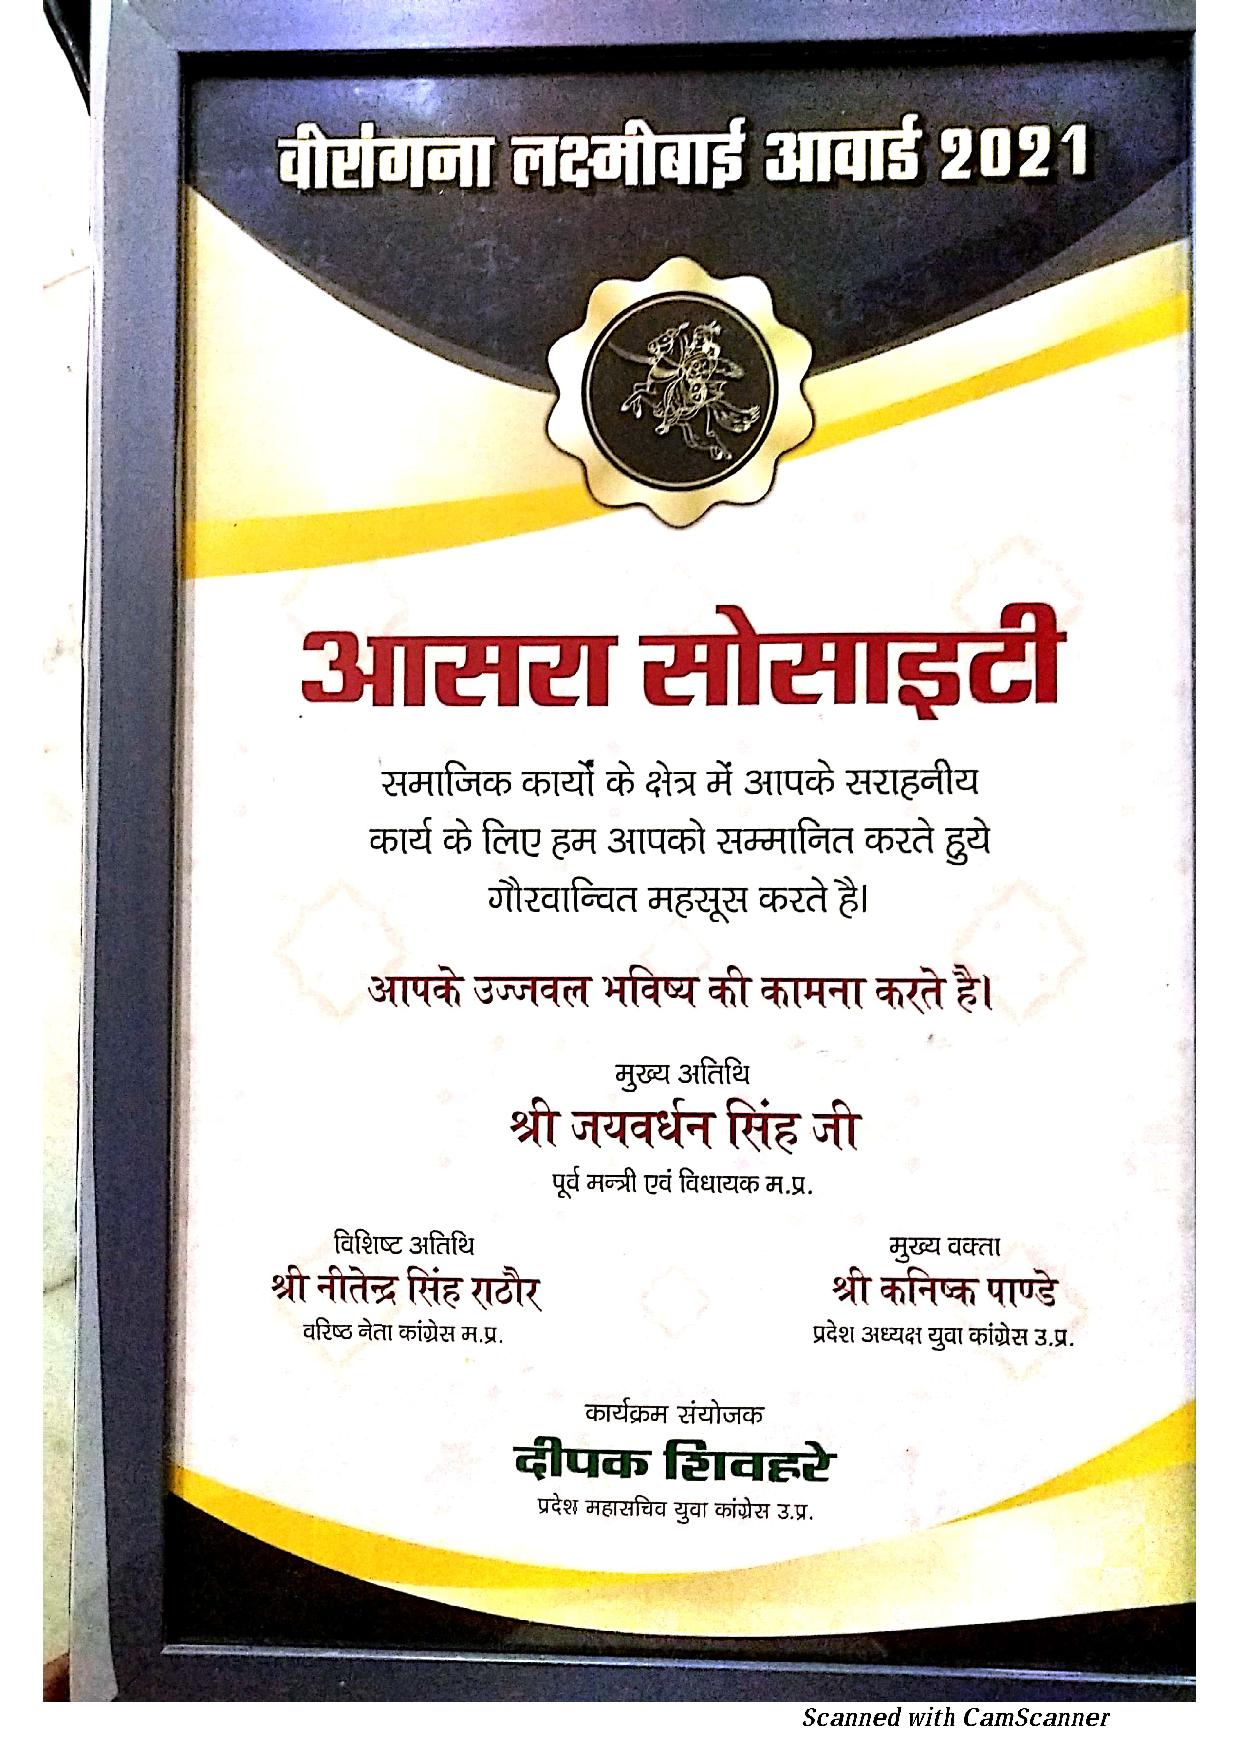 वीरांगना लक्ष्मीबाई आवार्ड 2021
आसरा सोसाइटी
समाजिक कार्यों के क्षेत्र में आपके सराहनीय
कार्य के लिए हम आपको सम्मानित करते हुये
गौरवान्वित महसूस करते है।
आपके उज्जवल भविष्य की कामना करते है।
मुख्य अतिथि
श्री जयवर्धन सिंह जी
पूर्व मन्त्री एवं विधायक म.प्र.
विशिष्ट अतिथि
श्री नीतेन्द्र सिंह राठौर
वरिष्ठ नेता कांग्रेस म.प्र.
मुख्य वक्ता
श्री कनिष्क पाण्डे
प्रदेश अध्यक्ष युवा कांग्रेस उ.प्र.
कार्यक्रम संयोजक
दीपक शिवहरे
प्रदेश महासचिव युवा कांग्रेस उ.प्र.
Scanned with CamScanner